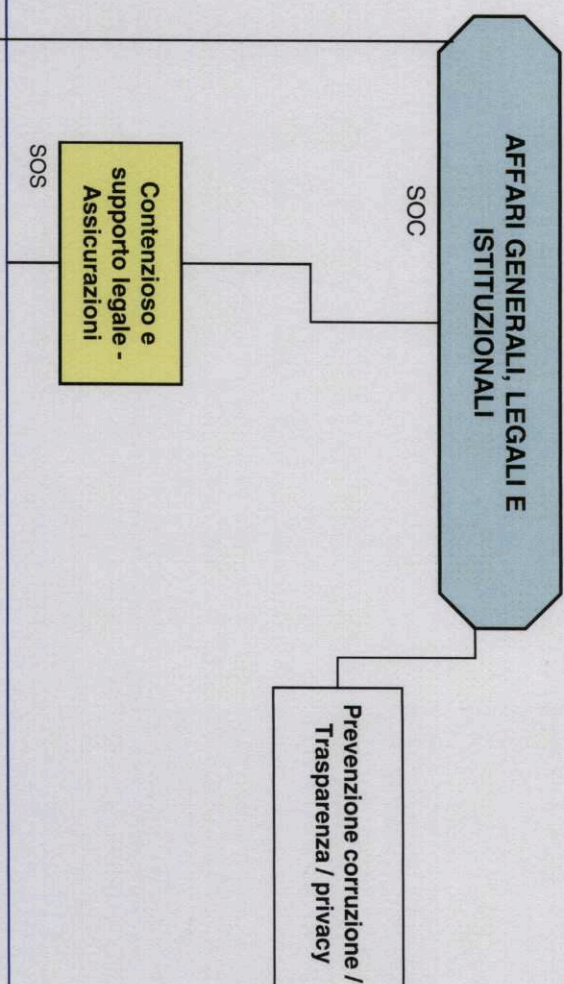 AFFARI GENERALI, LEGALI E
ISTITUZIONALI
SOC
Contenzioso e
supporto legale -
Assicurazioni
SOS
Prevenzione corruzione /
Trasparenza / privacy